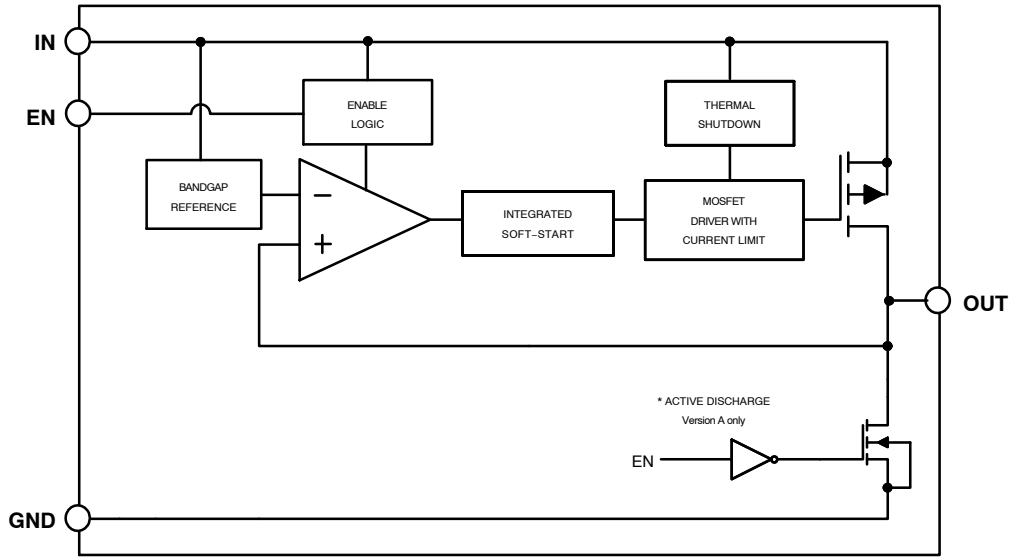 IN
EN
ENABLE
LOGIC
THERMAL
SHUTDOWN
BANDGAP
REFERENCE
−
+
INTEGRATED
SOFT−START
MOSFET
DRIVER WITH
CURRENT LIMIT
OUT
* ACTIVE DISCHARGE
Version A only
EN
GND